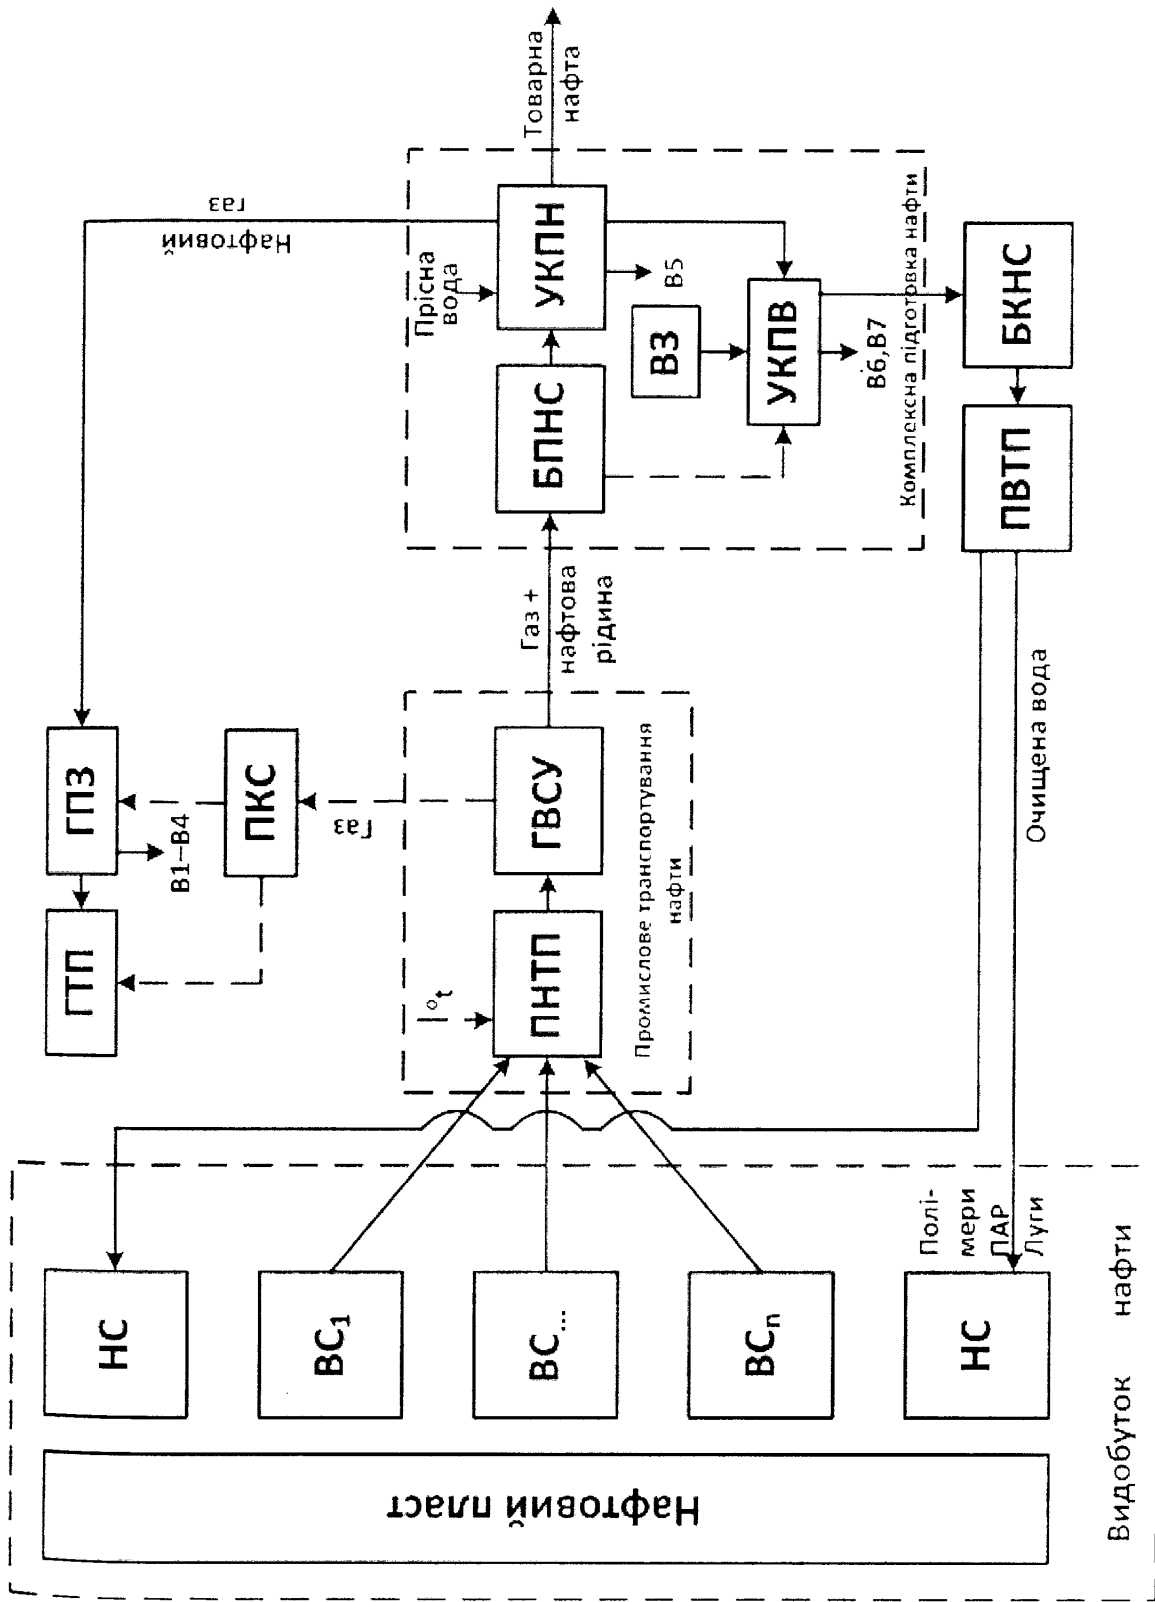 Нафтовий пласт
НС
ВС1
ВС...
ВСn
НС
Полі-
мери
ПАР
Луги
Видобуток нафти
ГТП
ГПЗ
В1–В4
ПКС
Газ
t°
ПНТП
ГВСУ
Промислове транспортування
нафти
Газ +
нафтова
рідина
Очищена вода
Нафтовий
газ
Прісна
вода
БПНС
УКПН
В5
ВЗ
УКПВ
В6,В7
Комплексна підготовка нафти
Товарна
нафта
ПВТП
БКНС